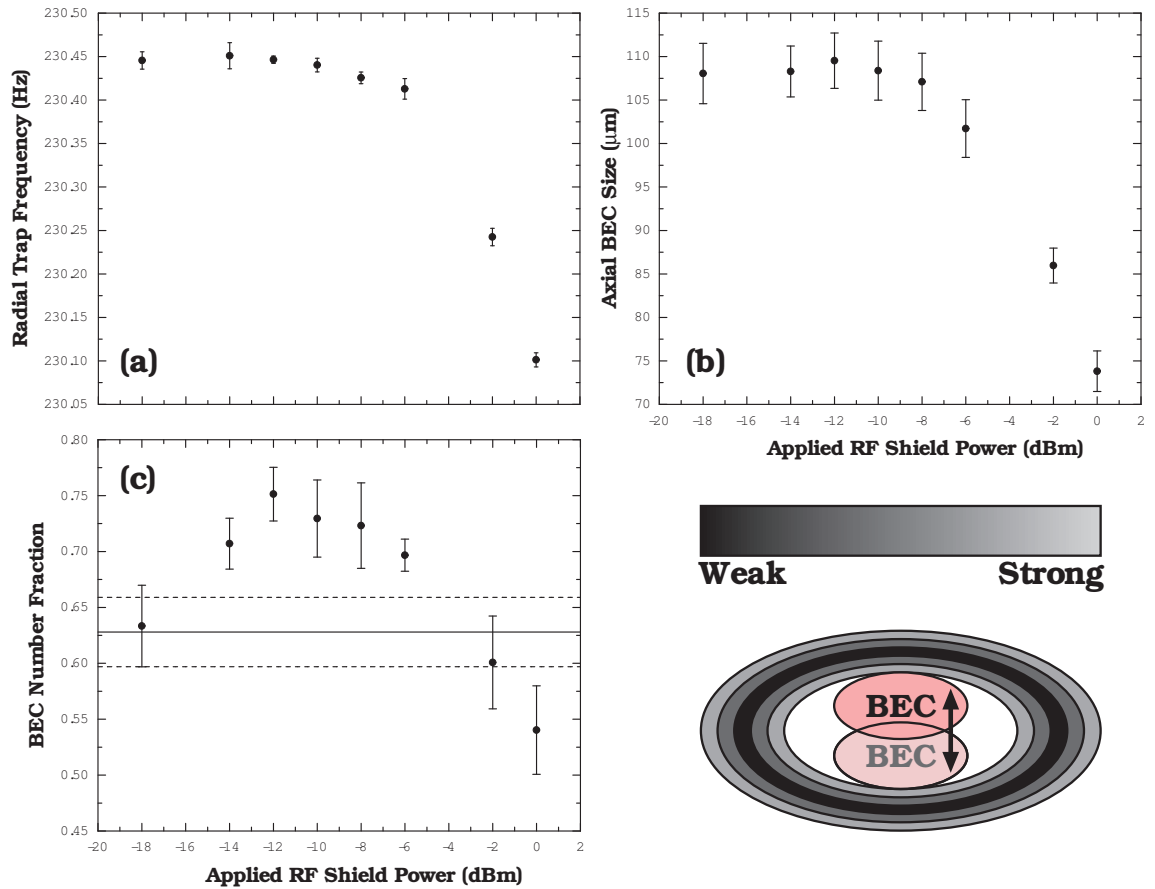 Radial Trap Frequency (Hz)
230.50
230.45
230.40
230.50
230.30
230.25
230.20
230.15
230.10
230.05
(a)
Axial BEC Size (μm)
115
110
105
100
95
90
85
80
75
70
(b)
−20 −18 −16 −14 −12 −10 −8 −6 −4 −2 0 2
Applied RF Shield Power (dBm)
BEC Number Fraction
0.80
0.75
0.70
0.65
0.60
0.55
0.50
0.45
(c)
−20 −18 −16 −14 −12 −10 −8 −6 −4 −2 0 2
Applied RF Shield Power (dBm)
Weak Strong
BEC
BEC